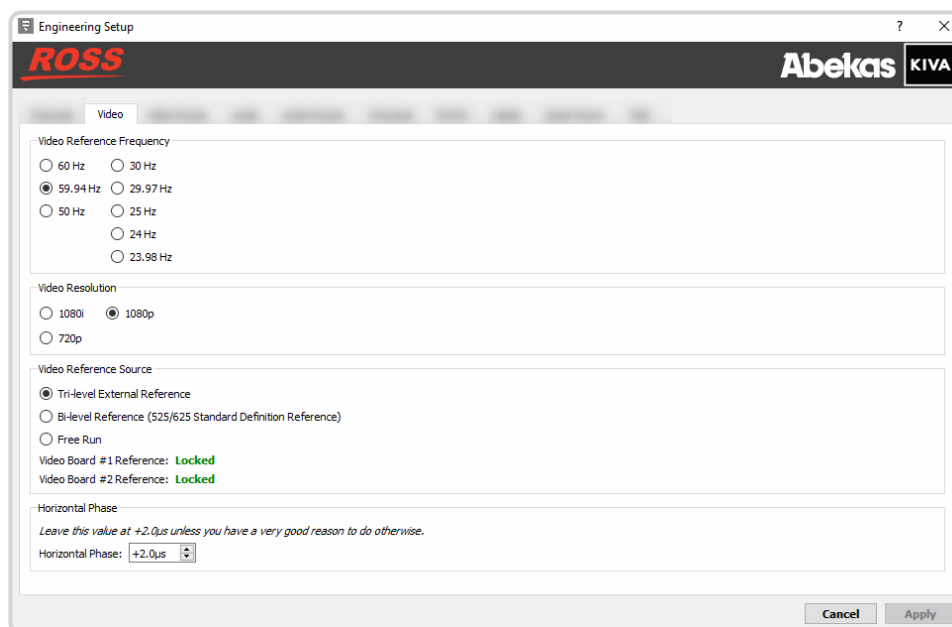 Engineering Setup ? X
ROSS Abekas KIVA
Video
Video Reference Frequency
60 Hz 30 Hz
59.94 Hz 29.97 Hz
50 Hz 25 Hz
24 Hz
23.98 Hz
Video Resolution
1080i 1080p
720p
Video Reference Source
Tri-level External Reference
Bi-level Reference (525/625 Standard Definition Reference)
Free Run
Video Board #1 Reference: Locked
Video Board #2 Reference: Locked
Horizontal Phase
Leave this value at +2.0µs unless you have a very good reason to do otherwise.
Horizontal Phase: +2.0µs
Cancel Apply